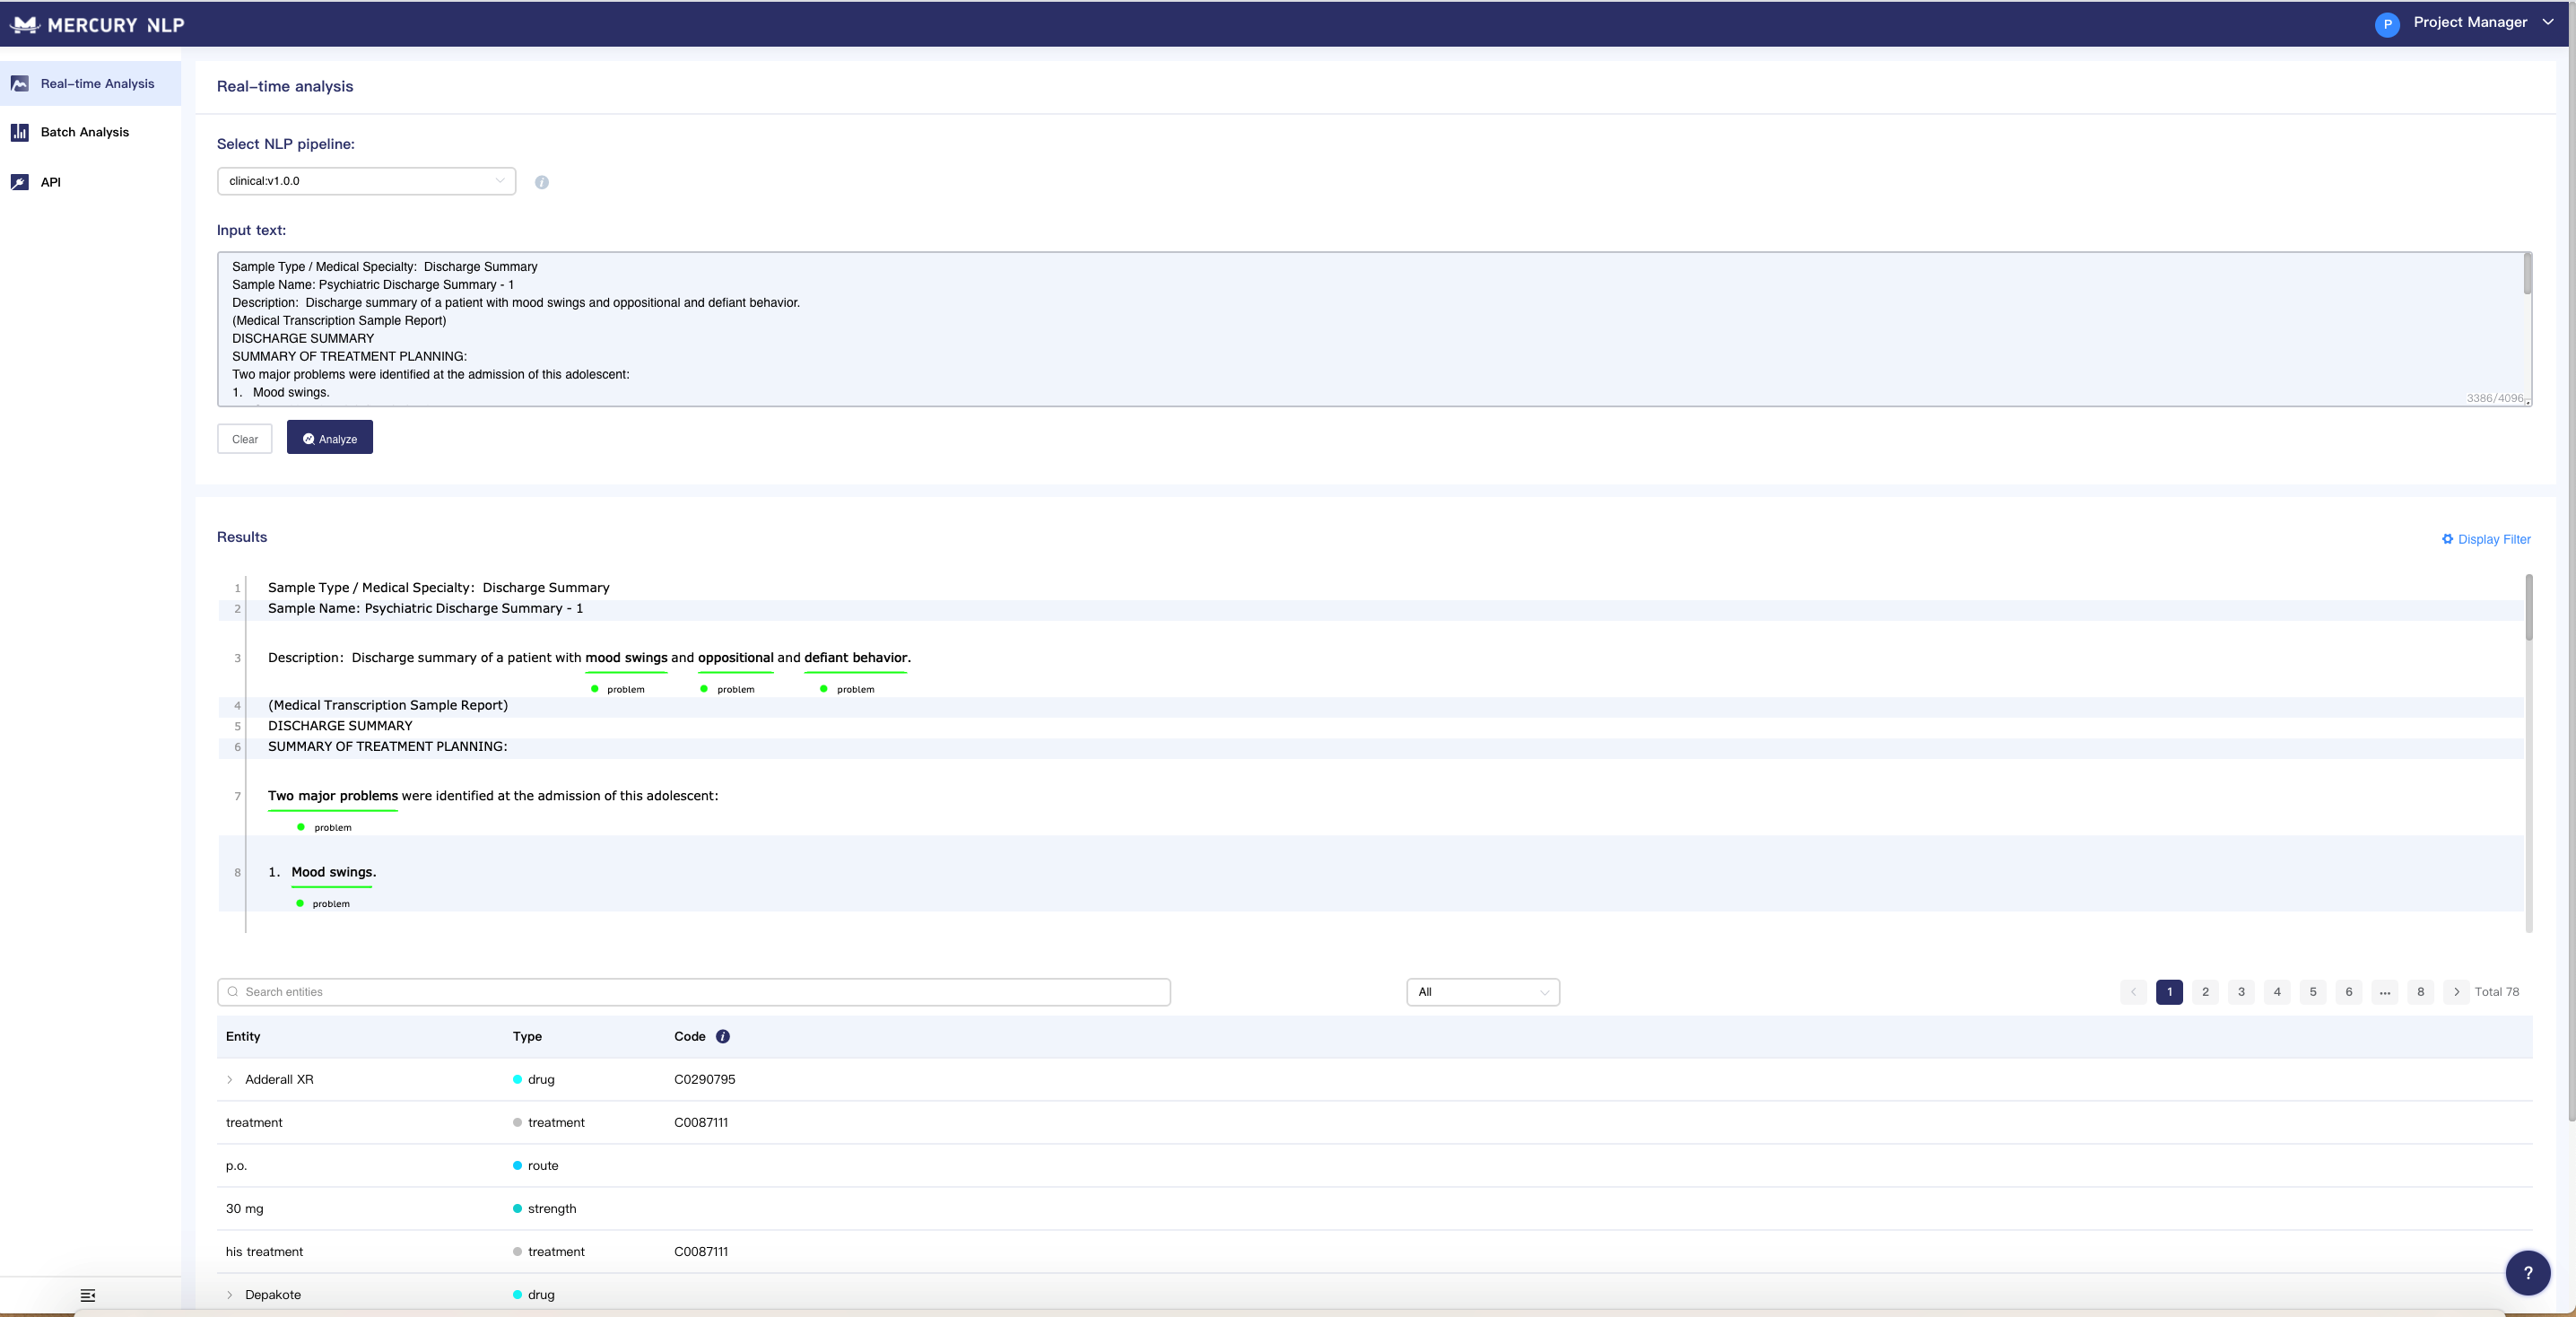 MERCURY NLP
P Project Manager
Real-time Analysis
Batch Analysis
API
Real-time analysis
Select NLP pipeline:
clinical:v1.0.0
Input text:
Sample Type / Medical Specialty:  Discharge Summary
Sample Name: Psychiatric Discharge Summary - 1
Description:  Discharge summary of a patient with mood swings and oppositional and defiant behavior.
(Medical Transcription Sample Report)
DISCHARGE SUMMARY
SUMMARY OF TREATMENT PLANNING:
Two major problems were identified at the admission of this adolescent:
1.   Mood swings.
3386/4096
Clear
Analyze
Results
Display Filter
1 Sample Type / Medical Specialty:  Discharge Summary
2 Sample Name: Psychiatric Discharge Summary - 1
3 Description:  Discharge summary of a patient with mood swings and oppositional and defiant behavior.
problem problem problem
4 (Medical Transcription Sample Report)
5 DISCHARGE SUMMARY
6 SUMMARY OF TREATMENT PLANNING:
7 Two major problems were identified at the admission of this adolescent:
problem
8 1.   Mood swings.
problem
Search entities
All
1 2 3 4 5 6 ... 8 Total 78
Entity Type Code i
Adderall XR drug C0290795
treatment treatment C0087111
p.o. route
30 mg strength
his treatment treatment C0087111
Depakote drug
?